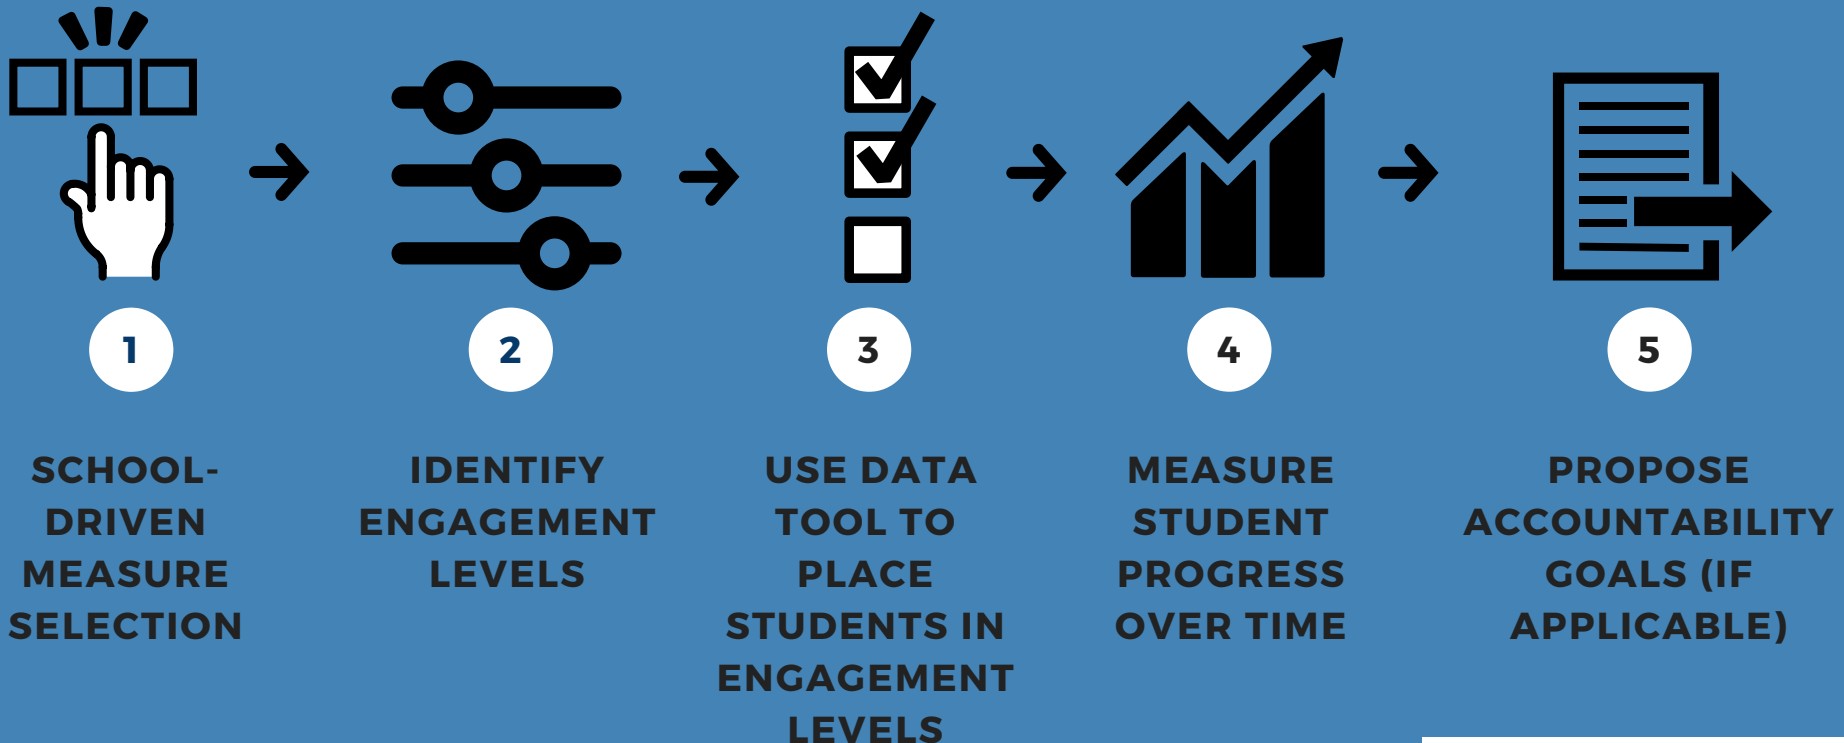 1
SCHOOL-
DRIVEN
MEASURE
SELECTION
2
IDENTIFY
ENGAGEMENT
LEVELS
3
USE DATA
TOOL TO
PLACE
STUDENTS IN
ENGAGEMENT
LEVELS
4
MEASURE
STUDENT
PROGRESS
OVER TIME
5
PROPOSE
ACCOUNTABILITY
GOALS (IF
APPLICABLE)